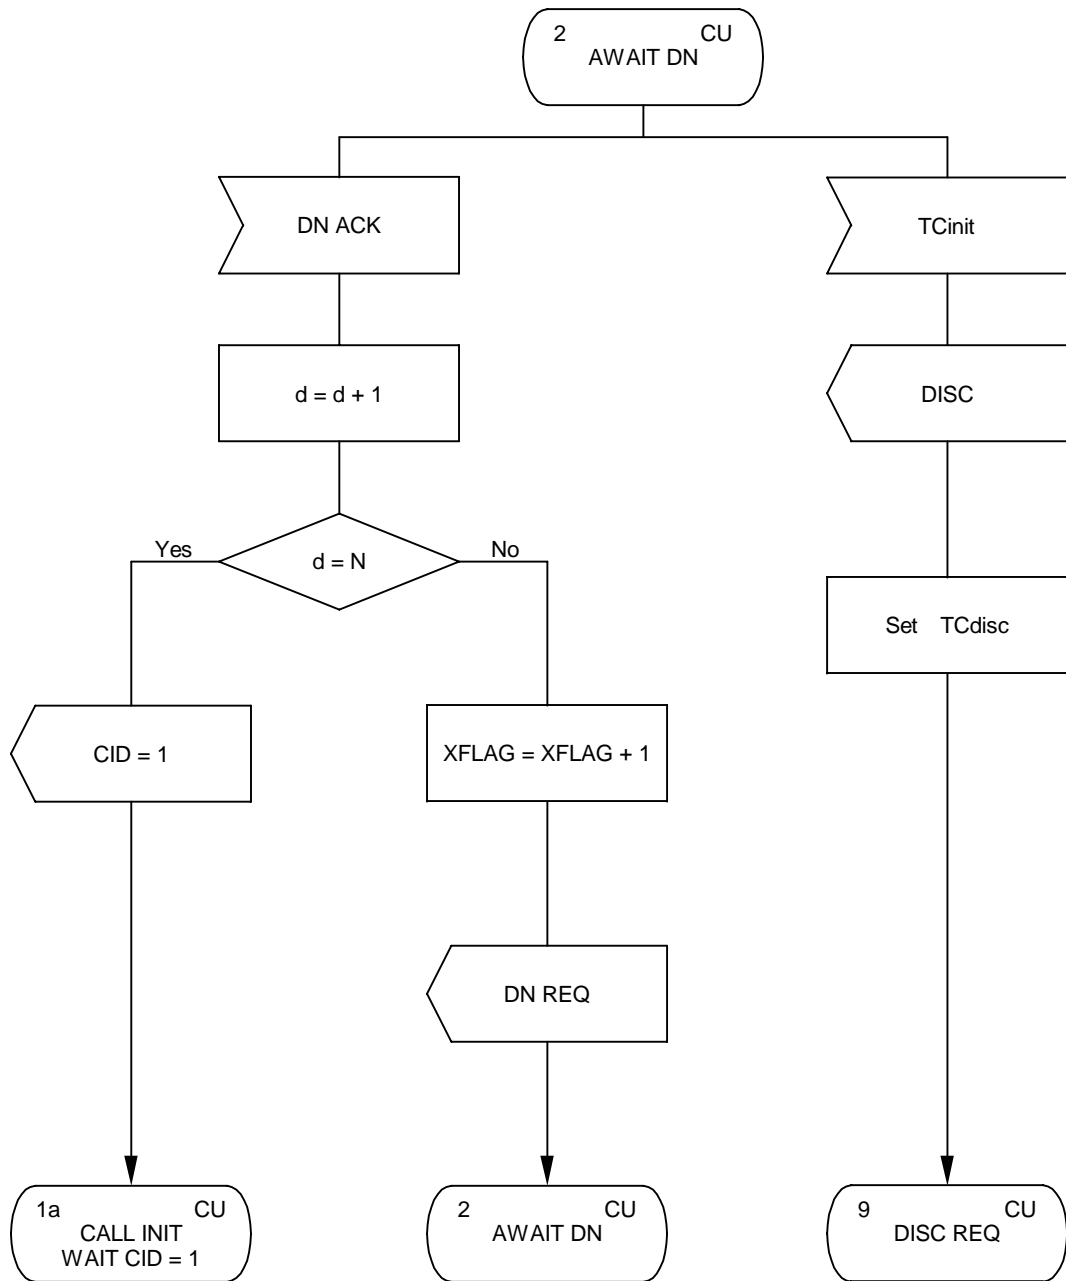 2 CU
AWAIT DN
DN ACK
TCinit
d = d + 1
DISC
Yes
d = N
No
Set TCdisc
CID = 1
XFLAG = XFLAG + 1
DN REQ
1a CU
CALL INIT
WAIT CID = 1
2 CU
AWAIT DN
9 CU
DISC REQ